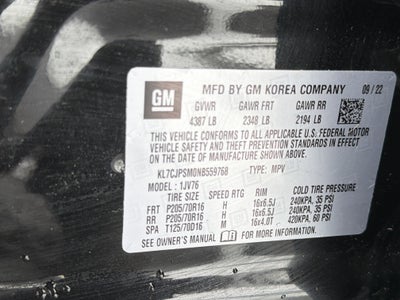 GM
MFD BY GM KOREA COMPANY 09/22
GVWR GAWR FRT GAWR RR
4387 LB 2348 LB 2194 LB
THIS VEHICLE CONFORMS TO ALL APPLICABLE U.S. FEDERAL MOTOR
VEHICLE SAFETY AND THEFT PREVENTION STANDARDS IN EFFECT ON THE
DATE OF MANUFACTURE SHOWN ABOVE.
KL7CJPSM0NB559768 TYPE: MPV
MODEL: 1JV76
TIRE SIZE SPEED RTG RIM COLD TIRE PRESSURE
FRT P205/70R16 H 16x6.5J 240KPA, 35 PSI
RR P205/70R16 H 16x6.5J 240KPA, 35 PSI
SPA T125/70D16 M 16x4.0T 420KPA, 60 PSI
SEE OWNER'S MANUAL FOR MORE INFORMATION.